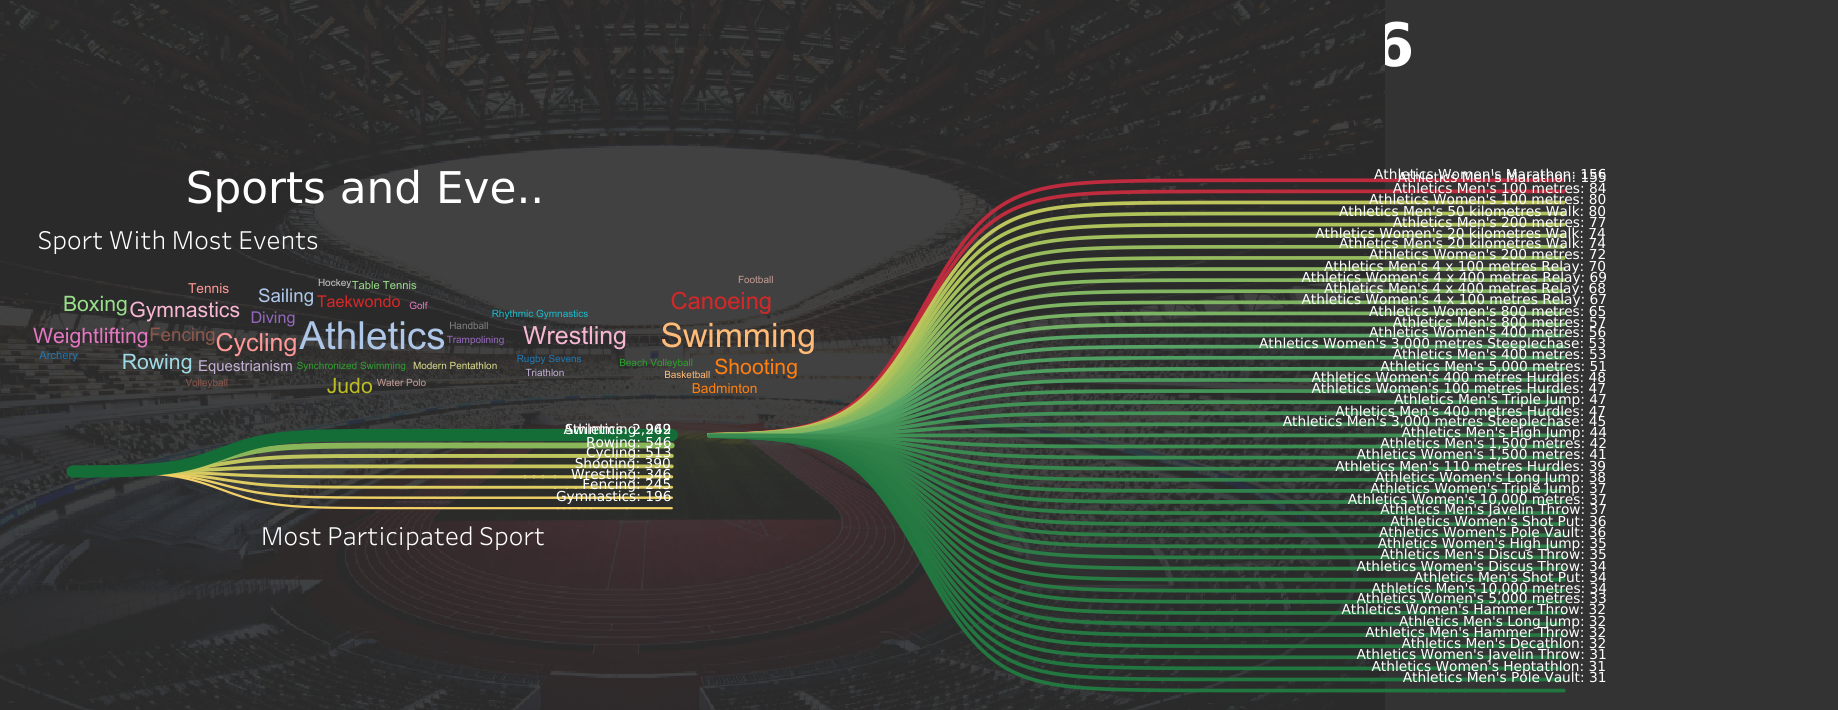 6
Sports and Eve..
Sport With Most Events
Football
Hockey Table Tennis
Tennis
Sailing
Taekwondo
Golf
Canoeing
Boxing
Gymnastics
Diving
Rhythmic Gymnastics
Weightlifting
Fencing
Cycling
Athletics
Handball
Trampolining
Wrestling
Swimming
Archery
Rowing
Equestrianism
Synchronized Swimming
Modern Pentathlon
Rugby Sevens
Triathlon
Beach Volleyball
Basketball
Shooting
Volleyball
Judo
Water Polo
Badminton
Rowing: 546
Cycling: 513
Shooting: 390
Wrestling: 346
Fencing: 245
Gymnastics: 196
Most Participated Sport
Athletics Women's Marathon: 156
Athletics Men's Marathon:
Athletics Men's 100 metres: 84
Athletics Women's 100 metres: 80
Athletics Men's 50 kilometres Walk: 80
Athletics Men's 200 metres: 77
Athletics Women's 20 kilometres Walk: 74
Athletics Men's 20 kilometres Walk: 74
Athletics Women's 200 metres: 72
Athletics Men's 4 x 100 metres Relay: 70
Athletics Women's 4 x 400 metres Relay: 69
Athletics Men's 4 x 400 metres Relay: 68
Athletics Women's 4 x 100 metres Relay: 67
Athletics Women's 800 metres: 65
Athletics Men's 800 metres: 57
Athletics Women's 400 metres: 56
Athletics Women's 3,000 metres Steeplechase: 53
Athletics Men's 400 metres: 53
Athletics Men's 5,000 metres: 51
Athletics Women's 400 metres Hurdles: 48
Athletics Women's 100 metres Hurdles: 47
Athletics Men's Triple Jump: 47
Athletics Men's 400 metres Hurdles: 47
Athletics Men's 3,000 metres Steeplechase: 45
Athletics Men's High Jump: 44
Athletics Men's 1,500 metres: 42
Athletics Women's 1,500 metres: 41
Athletics Men's 110 metres Hurdles: 39
Athletics Women's Long Jump: 38
Athletics Women's Triple Jump: 37
Athletics Women's 10,000 metres: 37
Athletics Men's Javelin Throw: 37
Athletics Women's Shot Put: 36
Athletics Women's Pole Vault: 36
Athletics Women's High Jump: 35
Athletics Men's Discus Throw: 35
Athletics Women's Discus Throw: 34
Athletics Men's Shot Put: 34
Athletics Men's 10,000 metres: 34
Athletics Women's 5,000 metres: 33
Athletics Women's Hammer Throw: 32
Athletics Men's Long Jump: 32
Athletics Men's Hammer Throw: 32
Athletics Men's Decathlon: 32
Athletics Women's Javelin Throw: 31
Athletics Women's Heptathlon: 31
Athletics Men's Pole Vault: 31